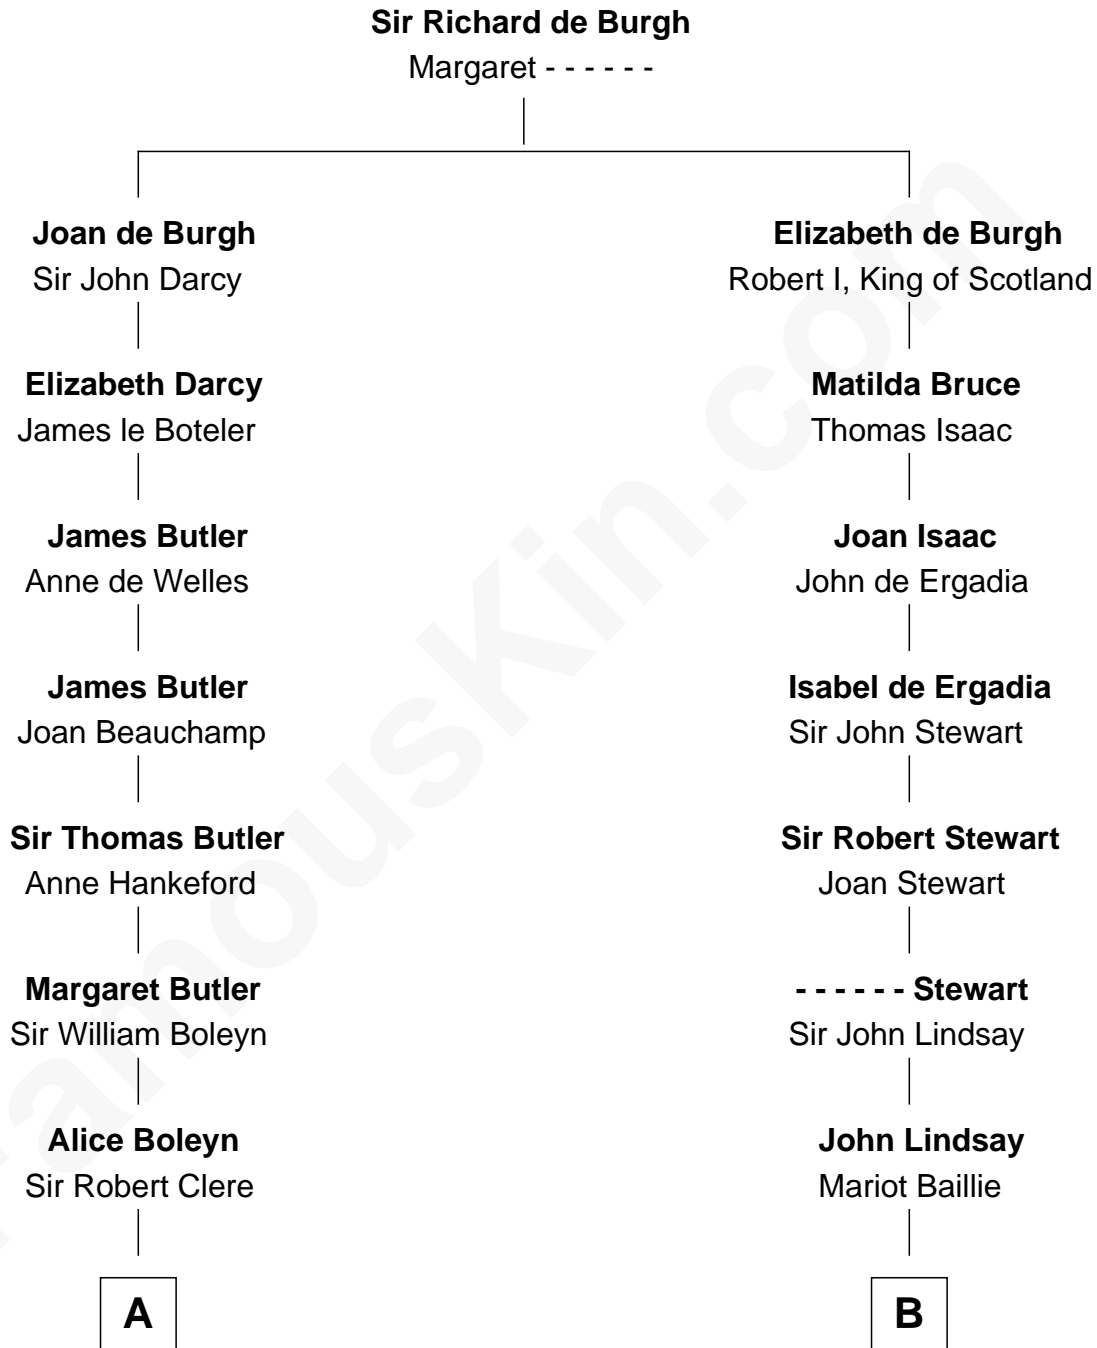 Sir Richard de Burgh
Margaret - - - - - -
Joan de Burgh
Sir John Darcy
Elizabeth de Burgh
Robert I, King of Scotland
Elizabeth Darcy
James le Boteler
Matilda Bruce
Thomas Isaac
James Butler
Anne de Welles
Joan Isaac
John de Ergadia
James Butler
Joan Beauchamp
Isabel de Ergadia
Sir John Stewart
Sir Thomas Butler
Anne Hankeford
Sir Robert Stewart
Joan Stewart
Margaret Butler
Sir William Boleyn
- - - - - - Stewart
Sir John Lindsay
Alice Boleyn
Sir Robert Clere
John Lindsay
Mariot Baillie
A
B
FamousKin.com